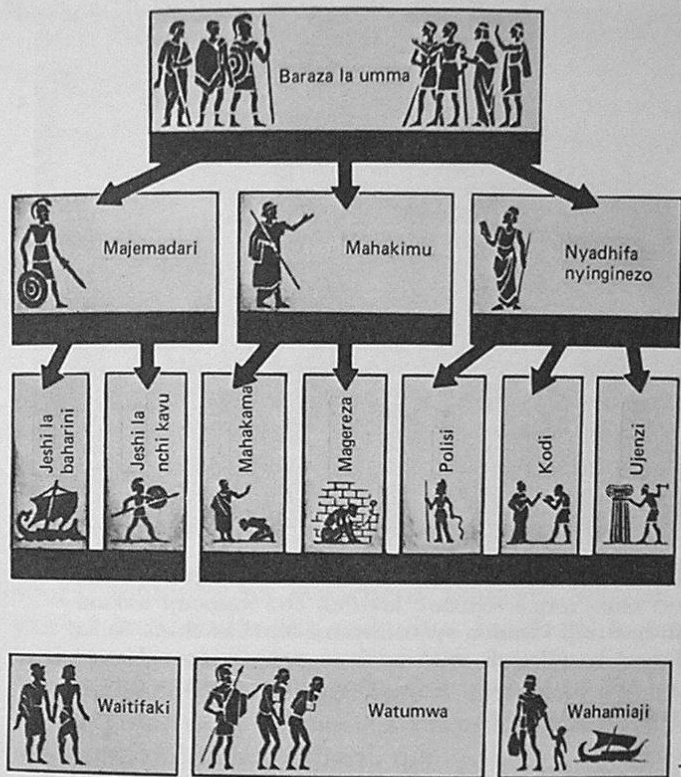 Baraza la umma
Majemadari
Mahakimu
Nyadhifa
nyinginezo
Jeshi la
baharini
Jeshi la
nchi kavu
Mahakama
Magereza
Polisi
Kodi
Ujenzi
Waitifaki
Watumwa
Wahamiaji